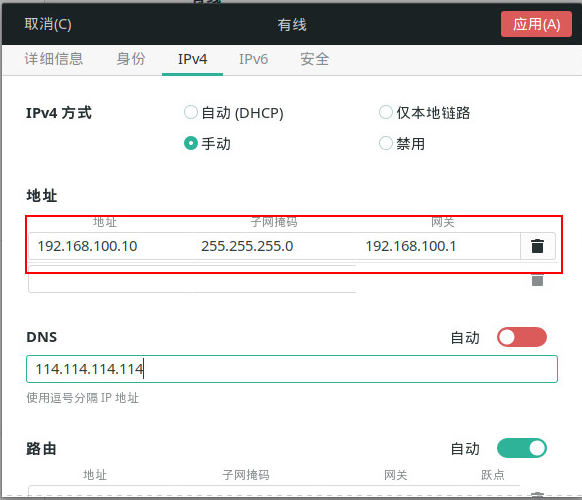 取消(C) 有线 应用(A)
详细信息 身份 IPv4 IPv6 安全
IPv4 方式 自动 (DHCP) 仅本地链路
手动 禁用
地址
地址 子网掩码 网关
192.168.100.10 255.255.255.0 192.168.100.1
DNS 自动
114.114.114.114
使用逗号分隔 IP 地址
路由 自动
地址 子网掩码 网关 跃点